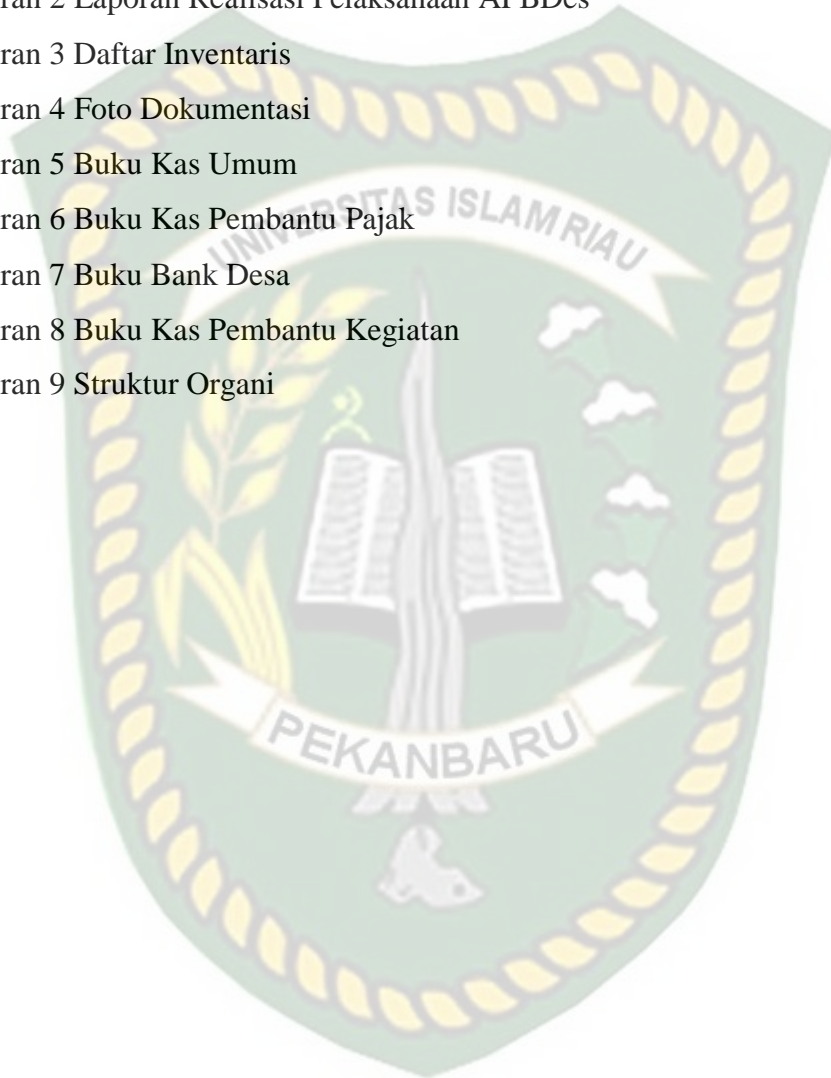 ran 2 Laporan Realisasi Pelaksanaan APBDes
ran 3 Daftar Inventaris
ran 4 Foto Dokumentasi
ran 5 Buku Kas Umum
UNIVERSITAS ISLAM RIAU
ran 6 Buku Kas Pembantu Pajak
ran 7 Buku Bank Desa
ran 8 Buku Kas Pembantu Kegiatan
ran 9 Struktur Organi
PEKANBARU